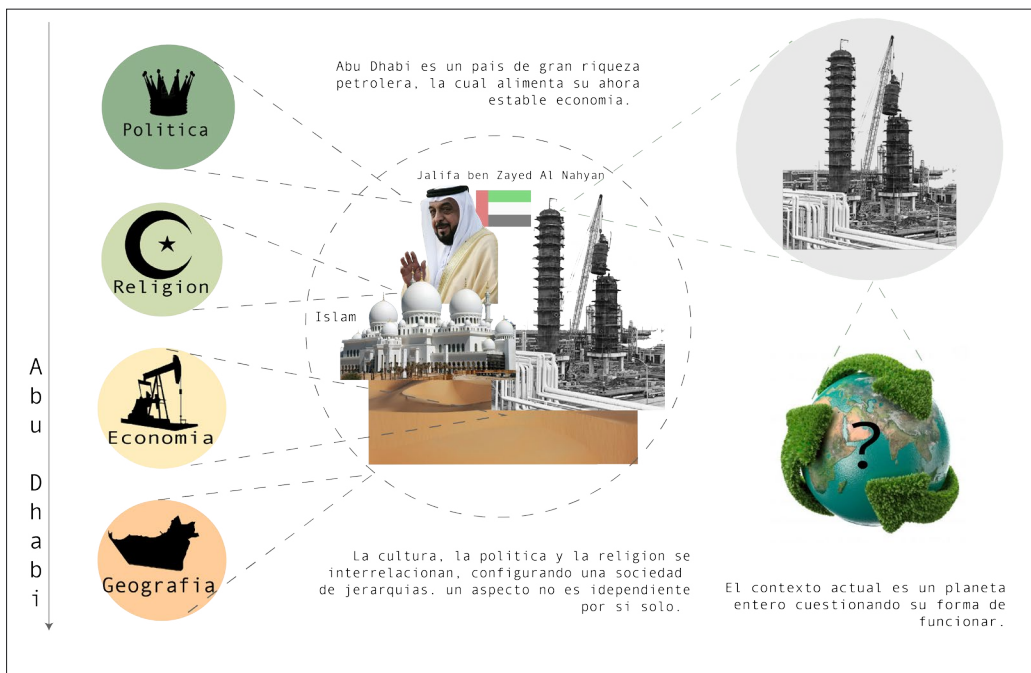 Abu Dhabi
Politica
Religion
Economia
Geografia
Abu Dhabi es un pais de gran riqueza
petrolera, la cual alimenta su ahora
estable economia.
Jalifa ben Zayed Al Nahyan
Islam
La cultura, la politica y la religion se
interrelacionan, configurando una sociedad
de jerarquias. un aspecto no es idependiente
por si solo.
?
El contexto actual es un planeta
entero cuestionando su forma de
funcionar.